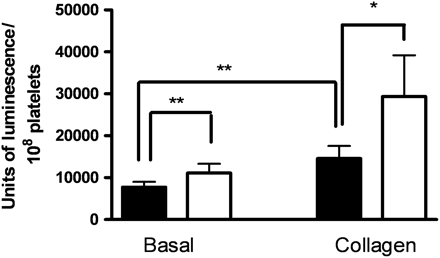 50000
40000
30000
20000
10000
0
Units of luminescence/
10⁸ platelets
**
**
*
Basal
Collagen